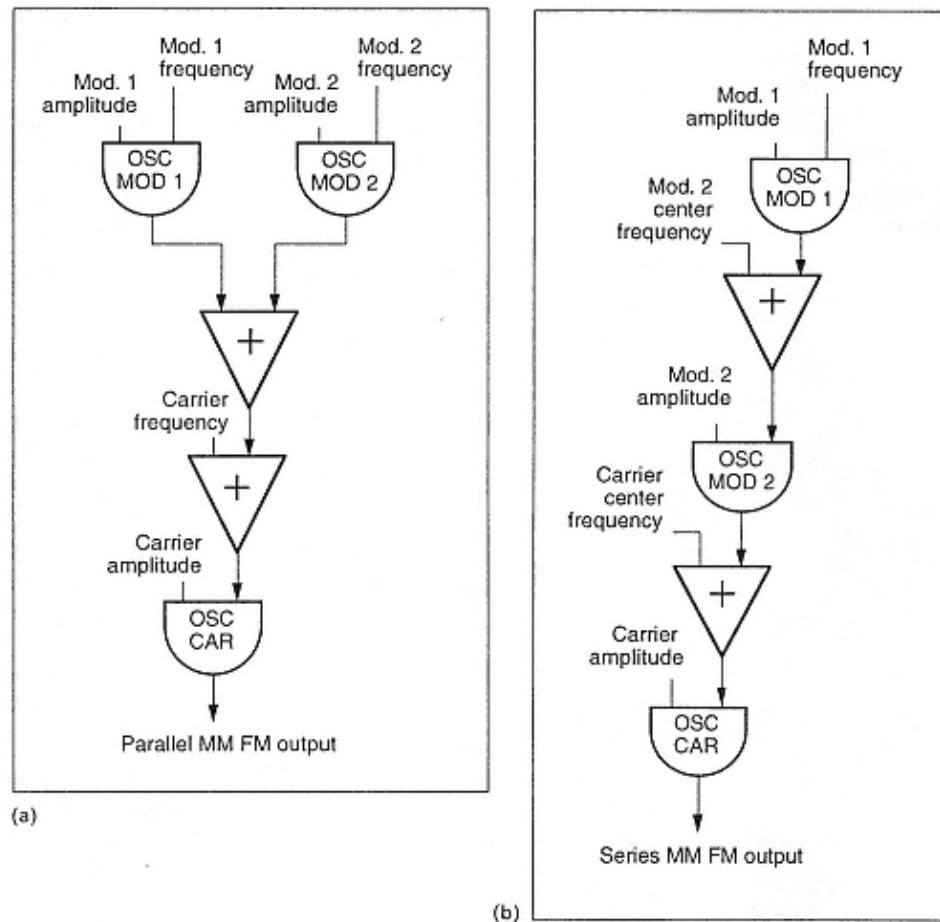 Mod. 1
frequency
Mod. 1
amplitude
Mod. 2
frequency
Mod. 2
amplitude
OSC
MOD 1
OSC
MOD 2
+
Carrier
frequency
+
Carrier
amplitude
OSC
CAR
Parallel MM FM output
(a)
Mod. 1
frequency
Mod. 1
amplitude
OSC
MOD 1
Mod. 2
center
frequency
+
Mod. 2
amplitude
OSC
MOD 2
Carrier
center
frequency
+
Carrier
amplitude
OSC
CAR
Series MM FM output
(b)